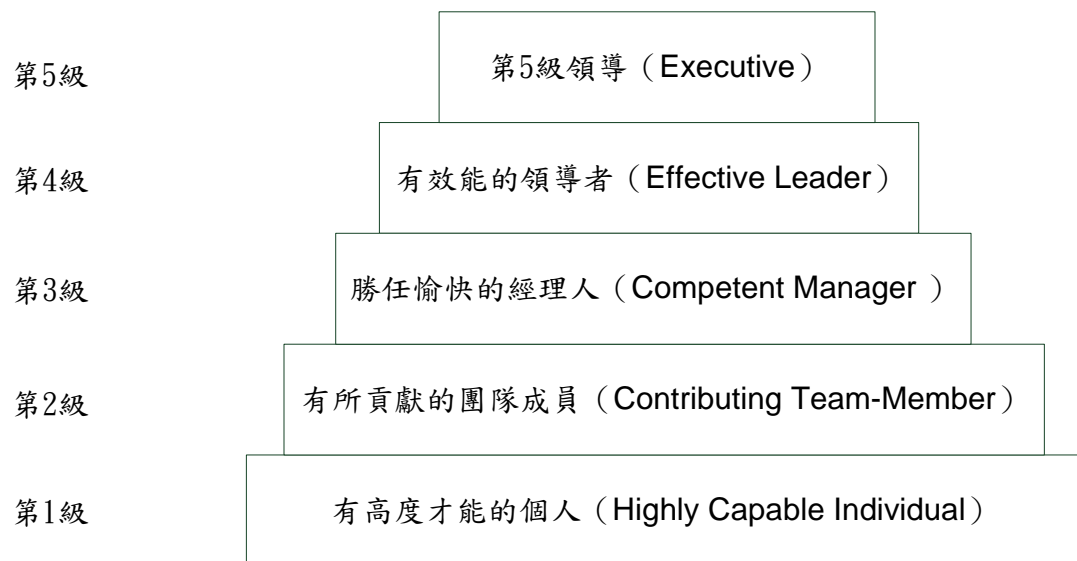 第5級 第5級領導（Executive）
第4級 有效能的領導者（Effective Leader）
第3級 勝任愉快的經理人（Competent Manager ）
第2級 有所貢獻的團隊成員（Contributing Team-Member）
第1級 有高度才能的個人（Highly Capable Individual）